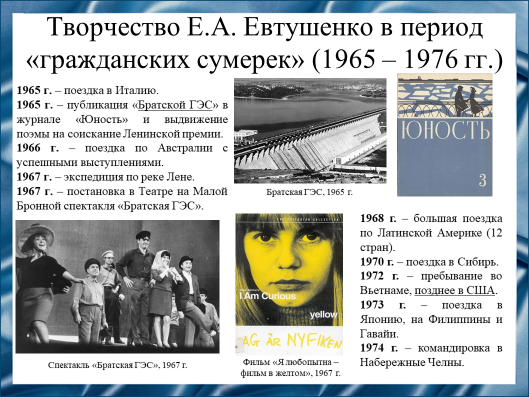 Творчество Е.А. Евтушенко в период
«гражданских сумерек» (1965 – 1976 гг.)
1965 г. – поездка в Италию.
1965 г. – публикация «Братской ГЭС» в
журнале «Юность» и выдвижение
поэмы на соискание Ленинской премии.
1966 г. – поездка по Австралии с
успешными выступлениями.
1967 г. – экспедиция по реке Лене.
1967 г. – постановка в Театре на Малой
Бронной спектакля «Братская ГЭС».
Братская ГЭС, 1965 г.
ЮНОСТЬ
3
Спектакль «Братская ГЭС», 1967 г.
I Am Curious
yellow
AG ÄR NYFIKEN
Фильм «Я любопытна –
фильм в желтом», 1967 г.
1968 г. – большая поездка
по Латинской Америке (12
стран).
1970 г. – поездка в Сибирь.
1972 г. – пребывание во
Вьетнаме, позднее в США.
1973 г. – поездка в
Японию, на Филиппины и
Гавайи.
1974 г. – командировка в
Набережные Челны.